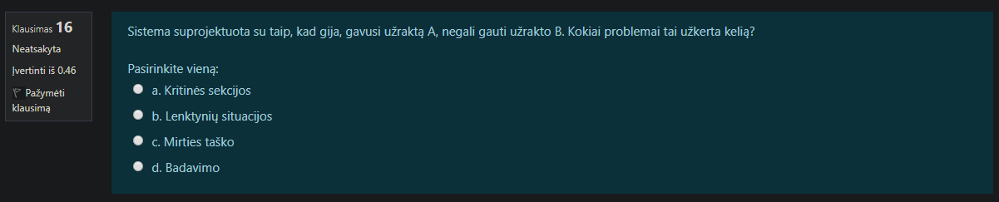 Klausimas 16
Neatsakyta
Įvertinti iš 0.46
Pažymėti
klausimą
Sistema suprojektuota su taip, kad gija, gavusi užraktą A, negali gauti užrakto B. Kokiai problemai tai užkerta kelią?
Pasirinkite vieną:
a. Kritinės sekcijos
b. Lenktynių situacijos
c. Mirties taško
d. Badavimo